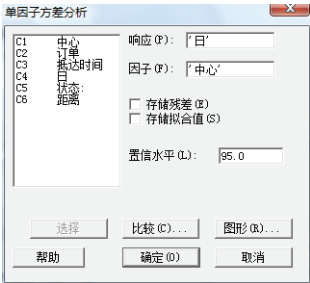 单因子方差分析
C1 中心
C2 订单
C3 抵达时间
C4 日
C5 状态:
C6 距离
响应(P): '日'
因子(F): '中心'
存储残差(E)
存储拟合值(S)
置信水平(L): 95.0
选择
比较(C)...
图形(R)...
帮助
确定(O)
取消